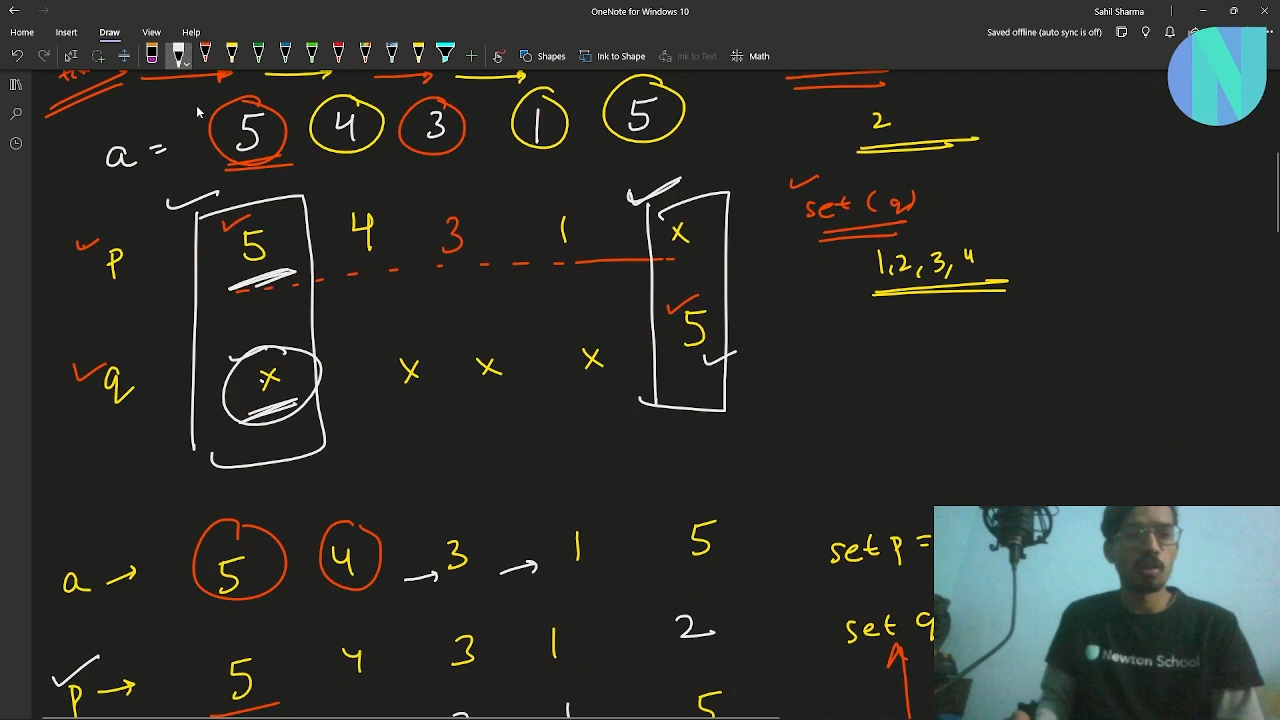 OneNote for Windows 10
Sahil Sharma
Home Insert Draw View Help
Saved offline (auto sync is off)
Shapes Ink to Shape Ink to Text Math
a = 5 4 3 1 5
2
set (q)
1, 2, 3, 4
p 5 4 3 1 x
5
q x x x x
a → 5 4 → 3 → 1 5
set p =
set q
p → 5 4 3 1 2
5
Newton School
N